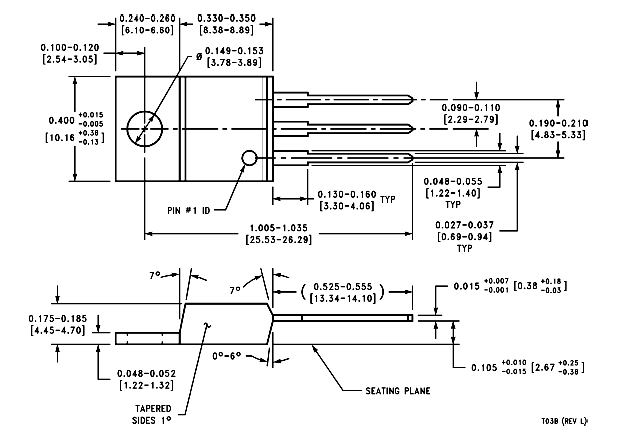 0.240-0.260
[6.10-6.60]
0.330-0.350
[8.38-8.89]
0.100-0.120
[2.54-3.05]
ø 0.149-0.153
[3.78-3.89]
0.400 +0.015 -0.005
[10.16 +0.38 -0.13]
0.090-0.110
[2.29-2.79]
0.190-0.210
[4.83-5.33]
PIN #1 ID
0.130-0.160 TYP
[3.30-4.06]
0.048-0.055
[1.22-1.40]
TYP
0.027-0.037
[0.69-0.94]
TYP
1.005-1.035
[25.53-26.29]
7°
7°
(0.525-0.555
[13.34-14.10])
0.015 +0.007 -0.001 [0.38 +0.18 -0.03]
0.175-0.185
[4.45-4.70]
0.048-0.052
[1.22-1.32]
0°-6°
0.105 +0.010 -0.015 [2.67 +0.25 -0.38]
SEATING PLANE
TAPERED
SIDES 1°
T03B (REV L)